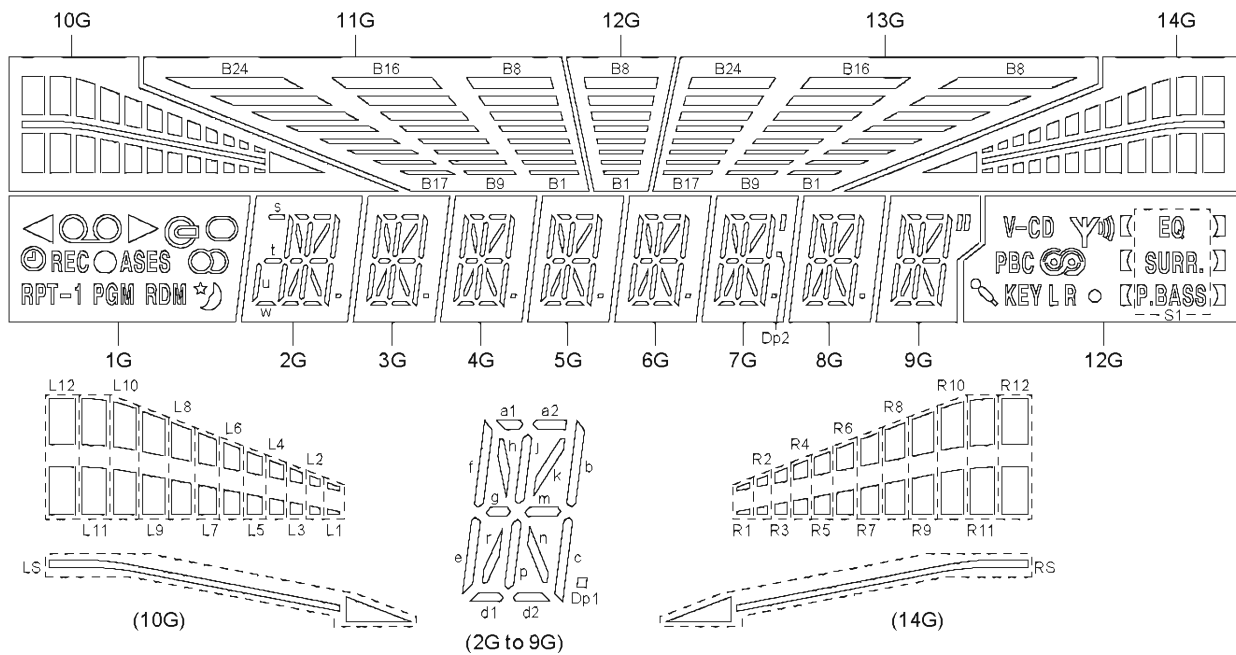 10G 11G 12G 13G 14G
B24 B16 B8 B8 B24 B16 B8
B17 B9 B1 B1 B17 B9 B1
s
V-CD EQ
t
REC ASES PBC SURR.
u
RPT-1 PGM RDM KEY L R P.BASS
w S1
Dp2
1G 2G 3G 4G 5G 6G 7G 8G 9G 12G
L12 L10 L8 L6 L4 L2
L11 L9 L7 L5 L3 L1
LS
(10G)
a1 a2
h j
f k b
g m
e r n c
p
Dp1
d1 d2
(2G to 9G)
R2 R4 R6 R8 R10 R12
R1 R3 R5 R7 R9 R11
RS
(14G)